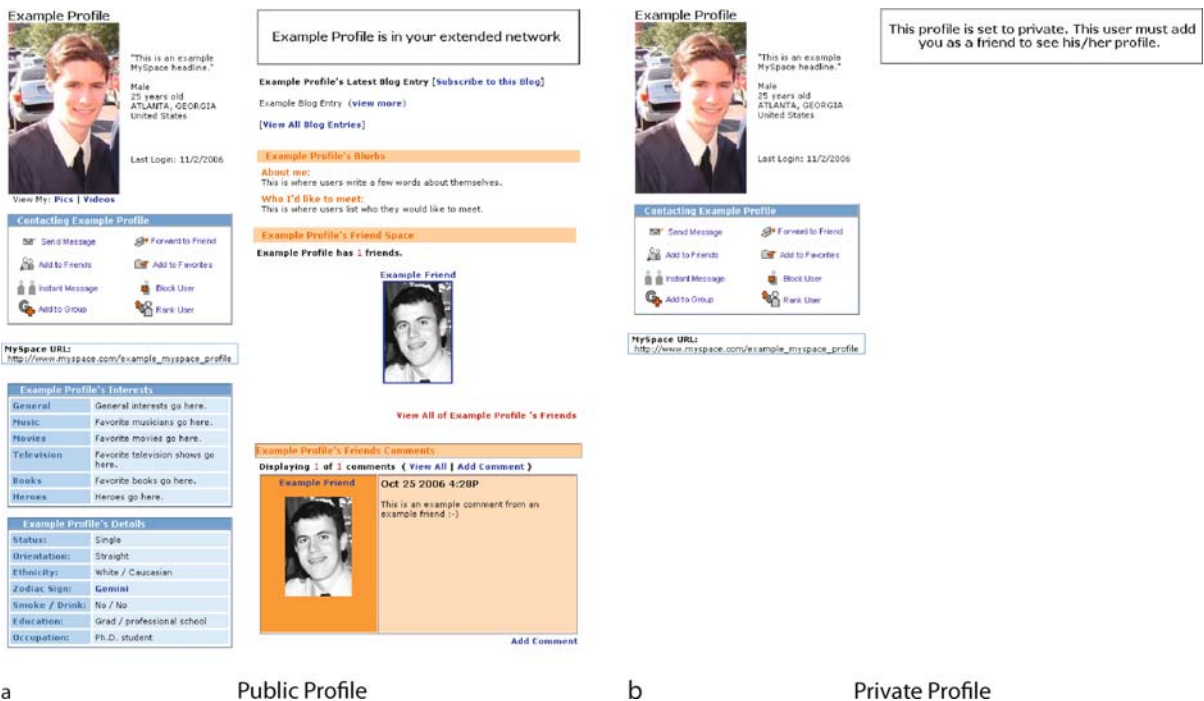 Example Profile
"This is an example
MySpace headline."
Male
25 years old
ATLANTA, GEORGIA
United States
Last Login: 11/2/2006
View My: Pics | Videos
Contacting Example Profile
Send Message
Forward to Friend
Add to Friends
Add to Favorites
Instant Message
Block User
Add to Group
Rank User
MySpace URL:
http://www.myspace.com/example_myspace_profile
Example Profile's Interests
General General interests go here.
Music Favorite musicians go here.
Movies Favorite movies go here.
Television Favorite television shows go
here.
Books Favorite books go here.
Heroes Heroes go here.
Example Profile's Details
Status: Single
Orientation: Straight
Ethnicity: White / Caucasian
Zodiac Sign: Gemini
Smoke / Drink: No / No
Education: Grad / professional school
Occupation: Ph.D. student
Example Profile is in your extended network
Example Profile's Latest Blog Entry [Subscribe to this Blog]
Example Blog Entry (view more)
[View All Blog Entries]
Example Profile's Blurbs
About me:
This is where users write a few words about themselves.
Who I'd like to meet:
This is where users list who they would like to meet.
Example Profile's Friend Space
Example Profile has 1 friends.
Example Friend
View All of Example Profile 's Friends
Example Profile's Friends Comments
Displaying 1 of 1 comments ( View All | Add Comment )
Example Friend
Oct 25 2006 4:28P
This is an example comment from an
example friend :-)
Add Comment
a Public Profile
Example Profile
"This is an example
MySpace headline."
Male
25 years old
ATLANTA, GEORGIA
United States
Last Login: 11/2/2006
Contacting Example Profile
Send Message
Forward to Friend
Add to Friends
Add to Favorites
Instant Message
Block User
Add to Group
Rank User
MySpace URL:
http://www.myspace.com/example_myspace_profile
This profile is set to private. This user must add
you as a friend to see his/her profile.
b Private Profile